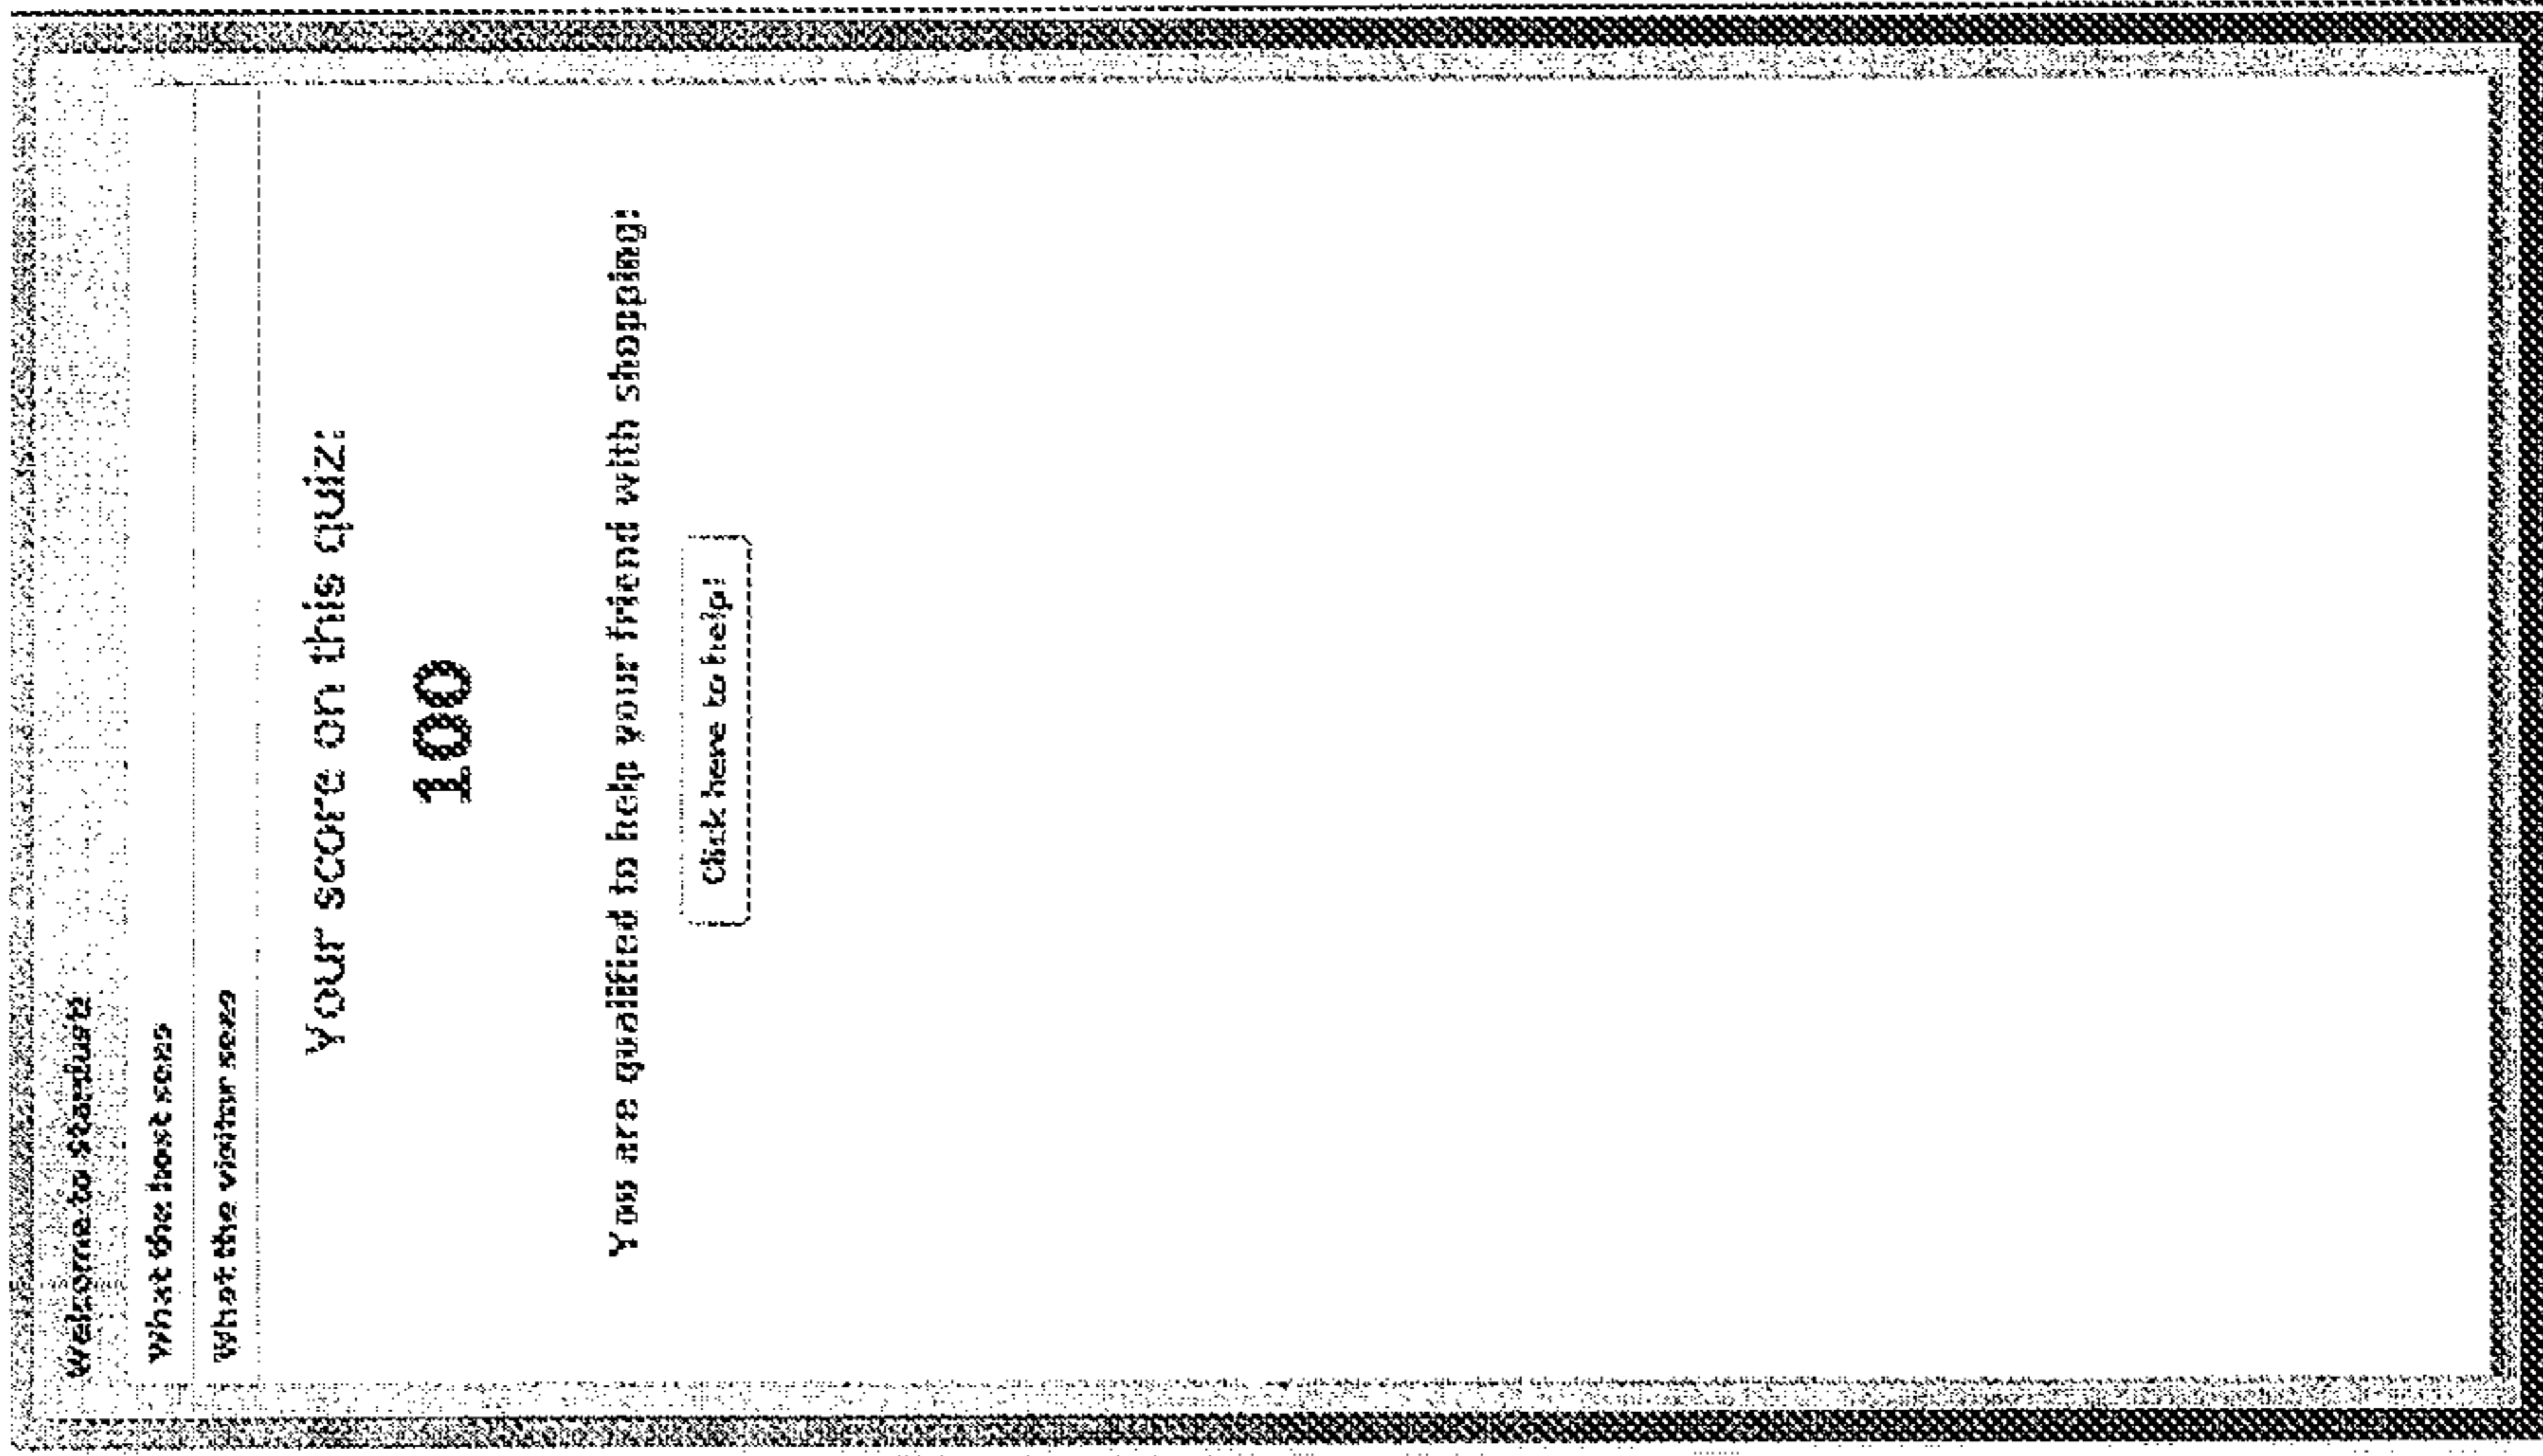 Welcome to stardust!
What the host sees
What the visitor sees
Your score on this quiz:
100
You are qualified to help your friend with shopping!
Click here to help!